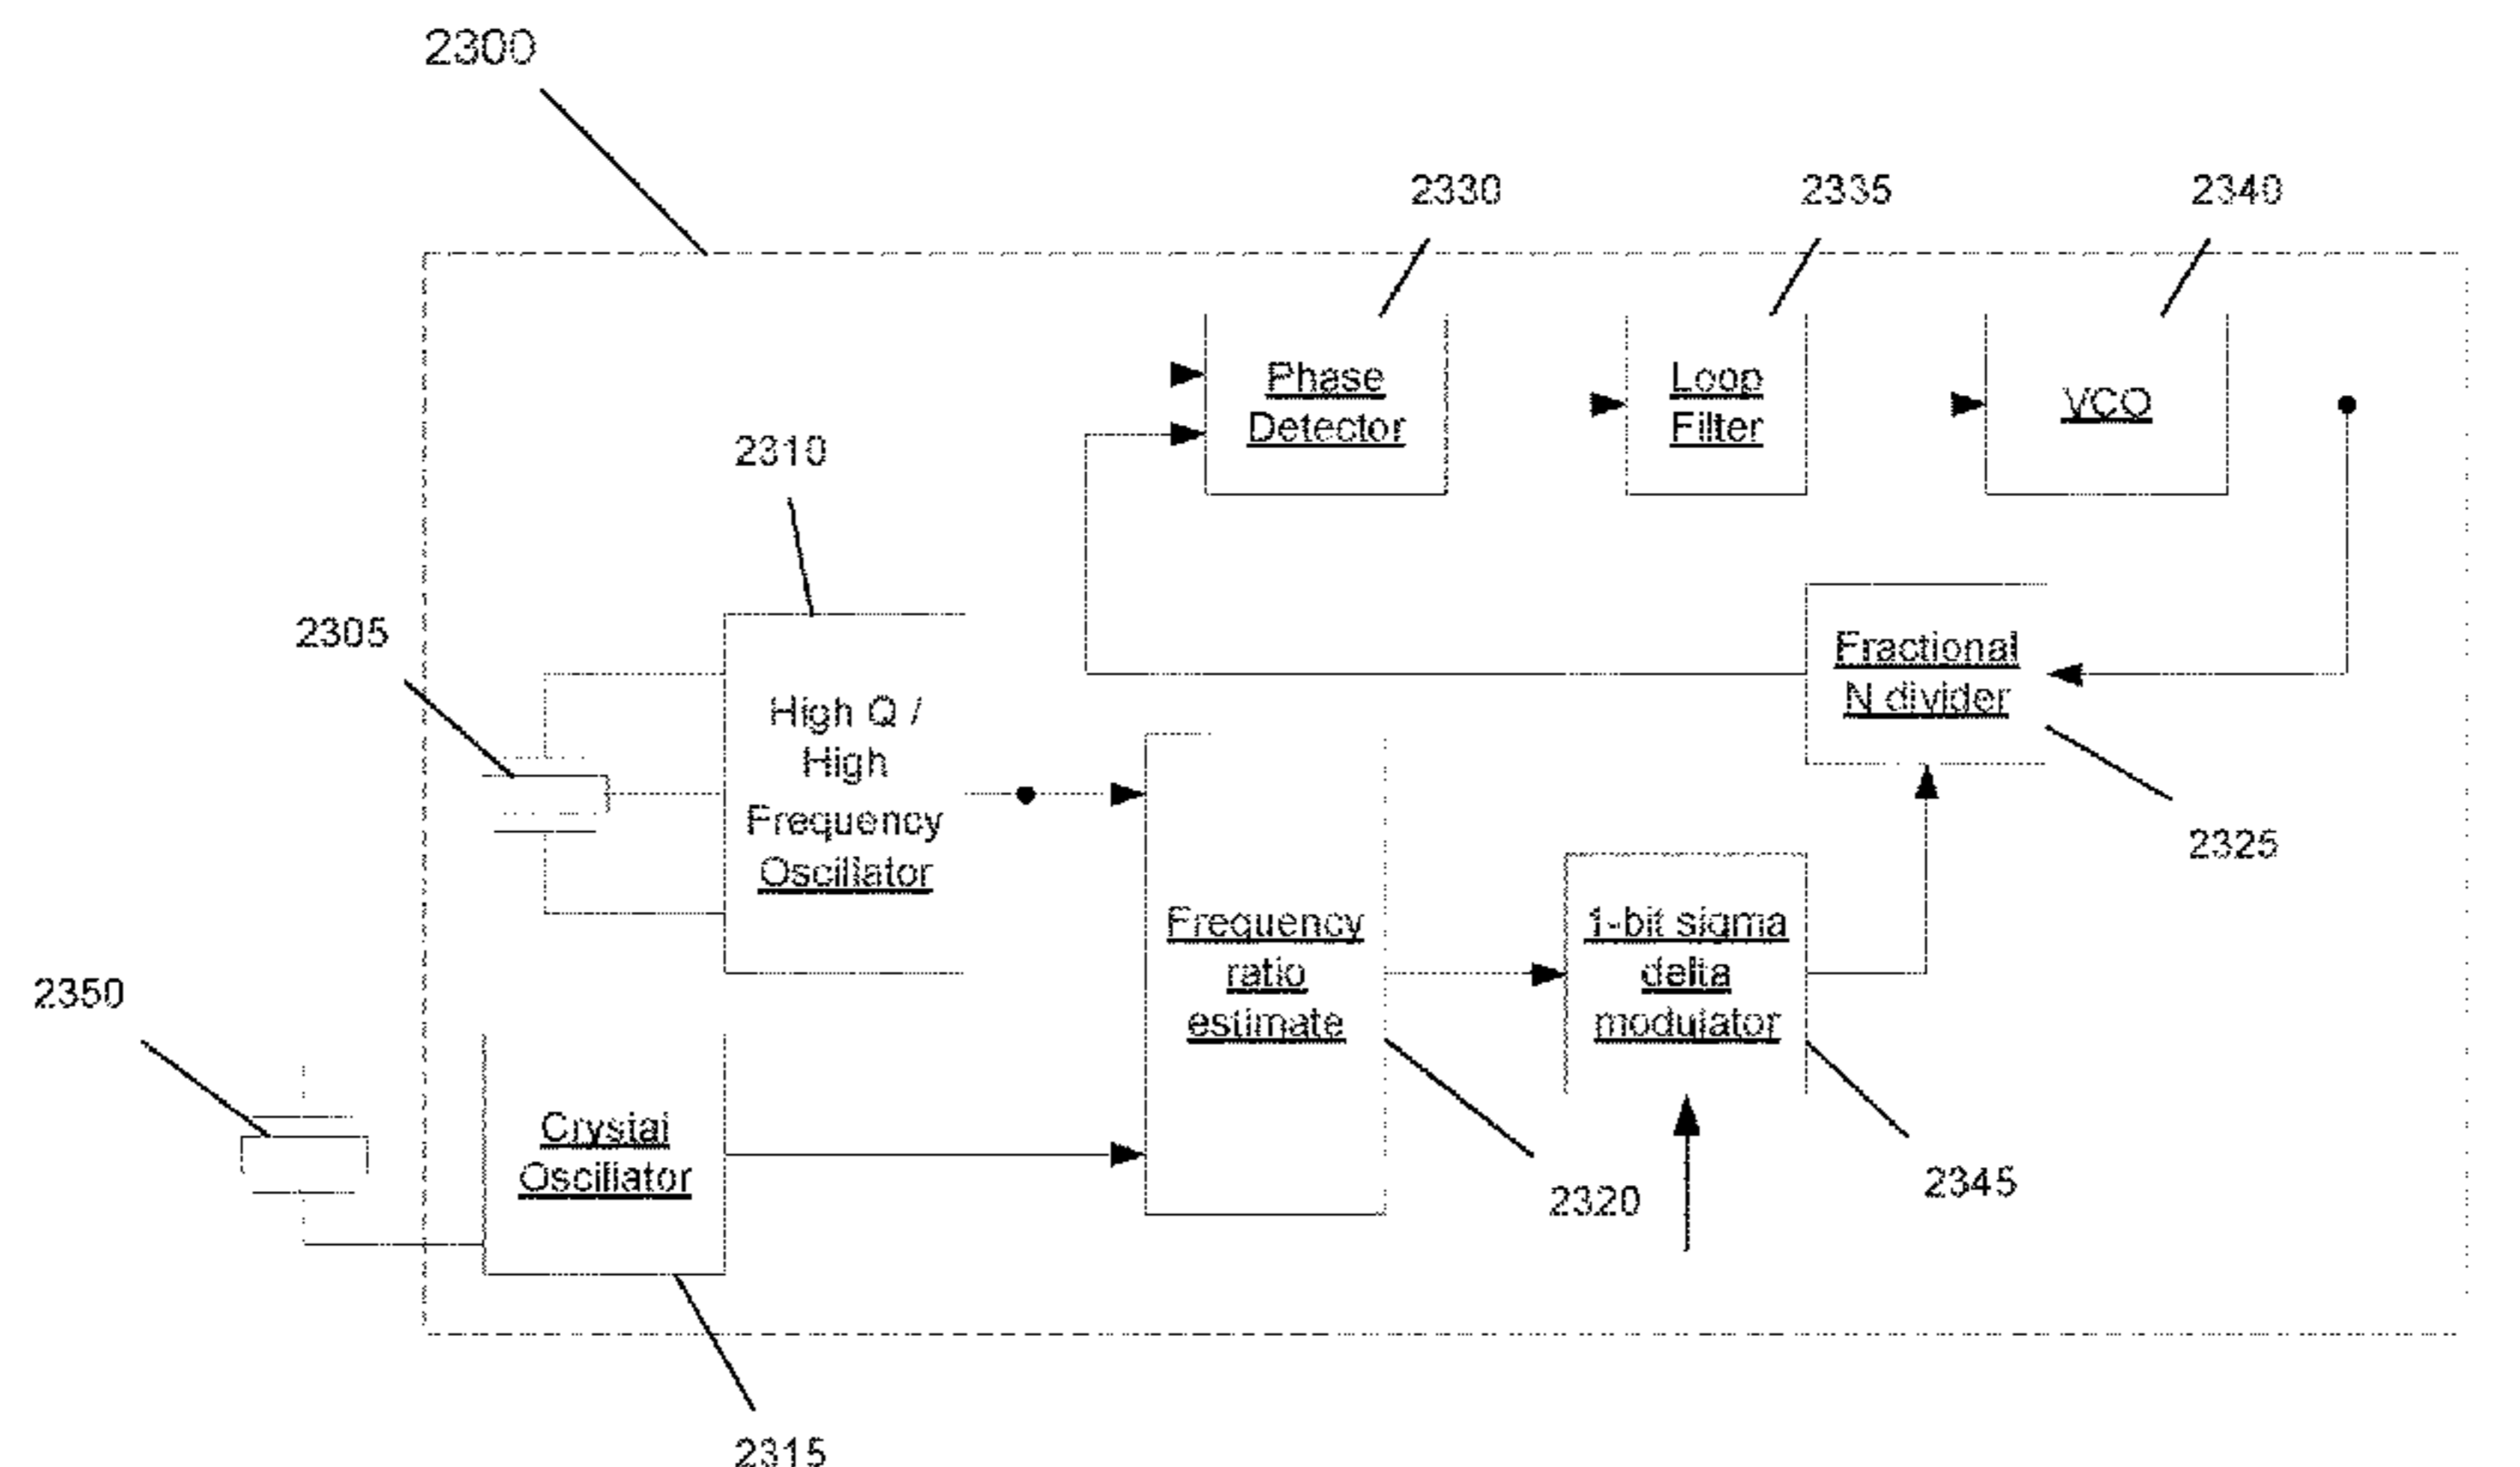 2300
2330
2335
2340
Phase
Detector
Loop
Filter
VCO
2310
2305
High Q /
High
Frequency
Oscillator
Fractional
N divider
2325
2350
Frequency
ratio
estimate
1-bit sigma
delta
modulator
Crystal
Oscillator
2320
2345
2315